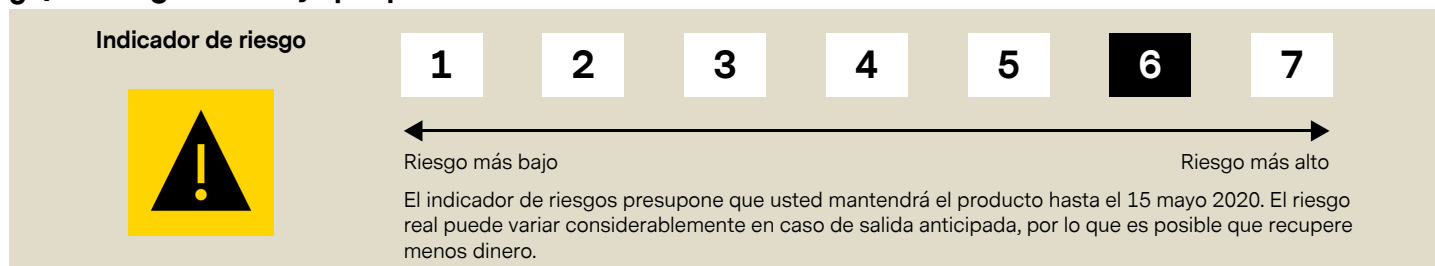 Indicador de riesgo
1 2 3 4 5 6 7
Riesgo más bajo Riesgo más alto
El indicador de riesgos presupone que usted mantendrá el producto hasta el 15 mayo 2020. El riesgo
real puede variar considerablemente en caso de salida anticipada, por lo que es posible que recupere
menos dinero.